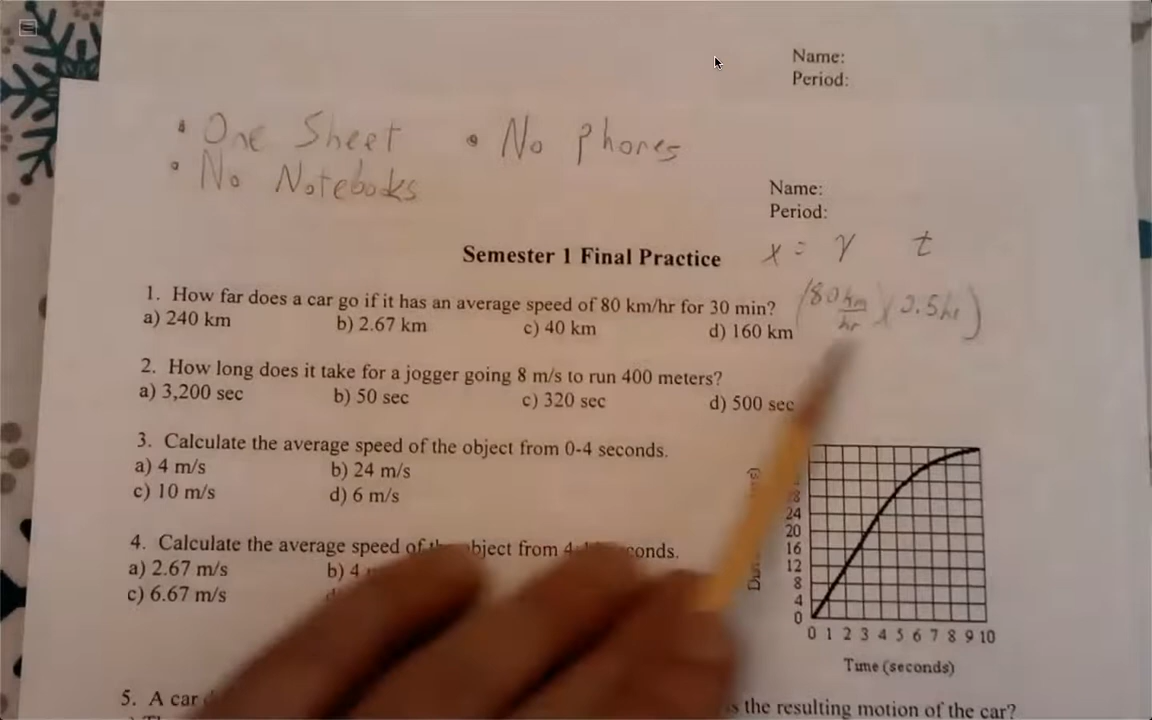 Name:
Period:
• One Sheet • No phones
• No Notebooks
Name:
Period:
Semester 1 Final Practice
x = v t
1. How far does a car go if it has an average speed of 80 km/hr for 30 min?
(80 km/hr)(0.5hr)
a) 240 km b) 2.67 km c) 40 km d) 160 km
2. How long does it take for a jogger going 8 m/s to run 400 meters?
a) 3,200 sec b) 50 sec c) 320 sec d) 500 sec
3. Calculate the average speed of the object from 0-4 seconds.
a) 4 m/s b) 24 m/s
c) 10 m/s d) 6 m/s
24
20
16
12
8
4
0
0 1 2 3 4 5 6 7 8 9 10
Time (seconds)
4. Calculate the average speed of object from
a) 2.67 m/s b) 4
c) 6.67 m/s
5. A car the resulting motion of the car?